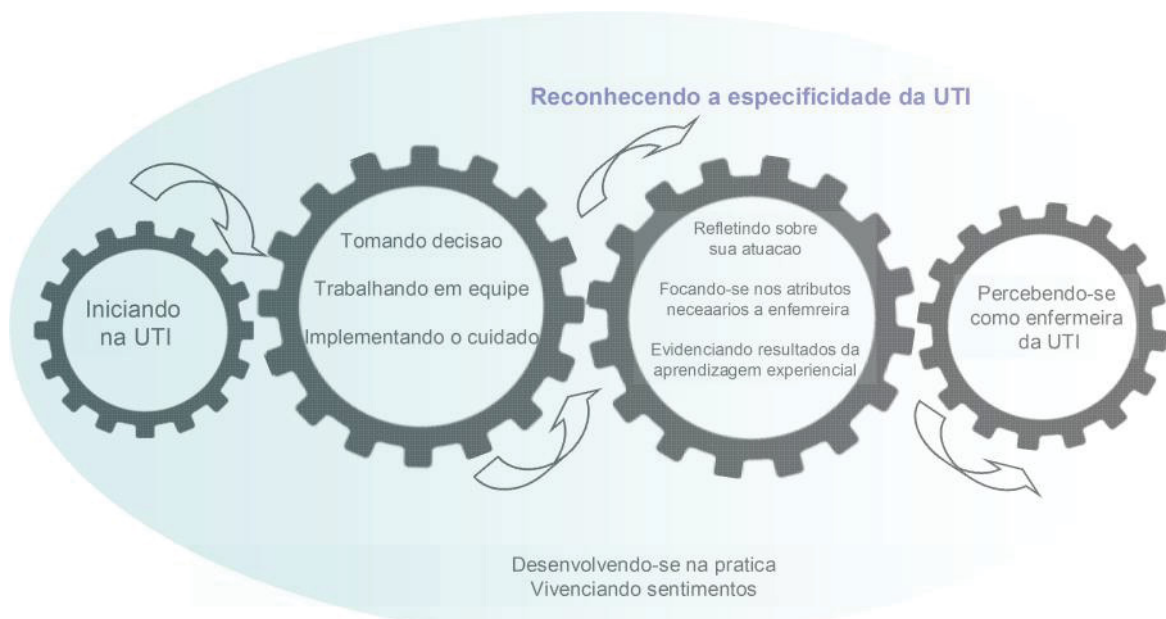 Reconhecendo a especificidade da UTI
Iniciando
na UTI
Tomando decisao
Trabalhando em equipe
Implementando o cuidado
Refletindo sobre
sua atuacao
Focando-se nos atributos
neceaarios a enfemreira
Evidenciando resultados da
aprendizagem experiencial
Percebendo-se
como enfermeira
da UTI
Desenvolvendo-se na pratica
Vivenciando sentimentos